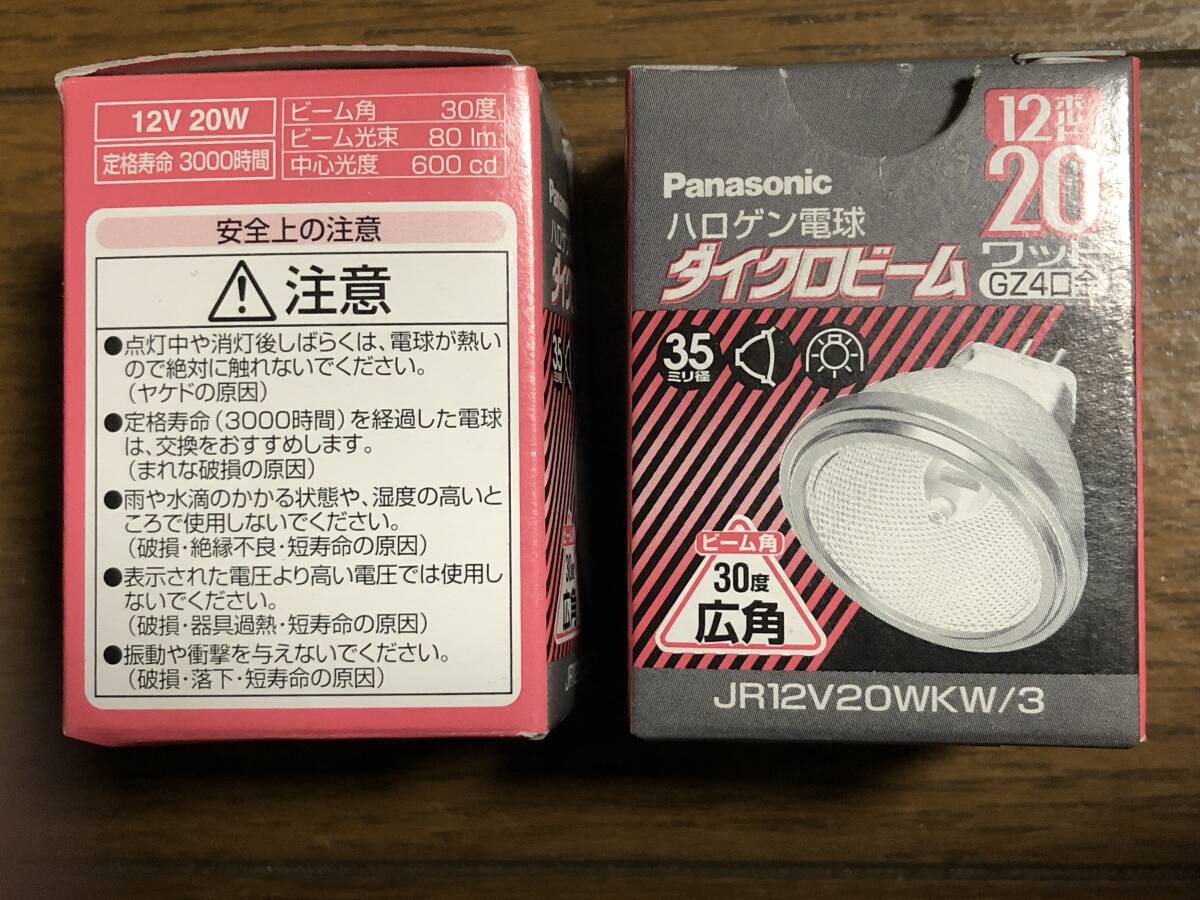 12V 20W
定格寿命 3000時間
ビーム角 30度
ビーム光束 80 lm
中心光度 600 cd
安全上の注意
注意
●点灯中や消灯後しばらくは、電球が熱い
ので絶対に触れないでください。
(ヤケドの原因)
●定格寿命(3000時間)を経過した電球
は、交換をおすすめします。
(まれな破損の原因)
●雨や水滴のかかる状態や、湿度の高いと
ころで使用しないでください。
(破損・絶縁不良・短寿命の原因)
●表示された電圧より高い電圧では使用し
ないでください。
(破損・器具過熱・短寿命の原因)
●振動や衝撃を与えないでください。
(破損・落下・短寿命の原因)
Panasonic
ハロゲン電球
ダイクロビーム
12ボルト
20
ワット
GZ4口金
35
ミリ径
ビーム角
30度
広角
JR12V20WKW/3